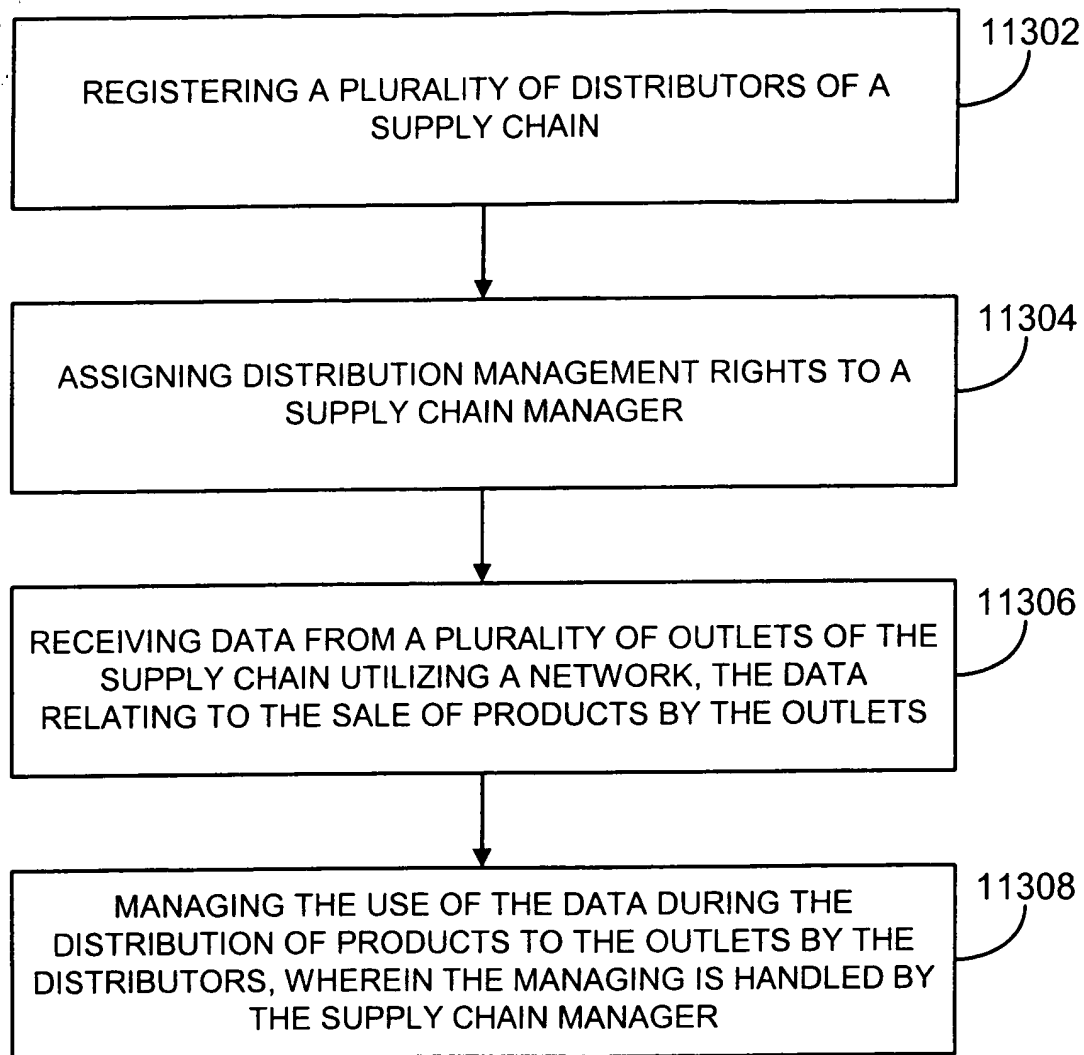 11302
REGISTERING A PLURALITY OF DISTRIBUTORS OF A
SUPPLY CHAIN
11304
ASSIGNING DISTRIBUTION MANAGEMENT RIGHTS TO A
SUPPLY CHAIN MANAGER
11306
RECEIVING DATA FROM A PLURALITY OF OUTLETS OF THE
SUPPLY CHAIN UTILIZING A NETWORK, THE DATA
RELATING TO THE SALE OF PRODUCTS BY THE OUTLETS
11308
MANAGING THE USE OF THE DATA DURING THE
DISTRIBUTION OF PRODUCTS TO THE OUTLETS BY THE
DISTRIBUTORS, WHEREIN THE MANAGING IS HANDLED BY
THE SUPPLY CHAIN MANAGER